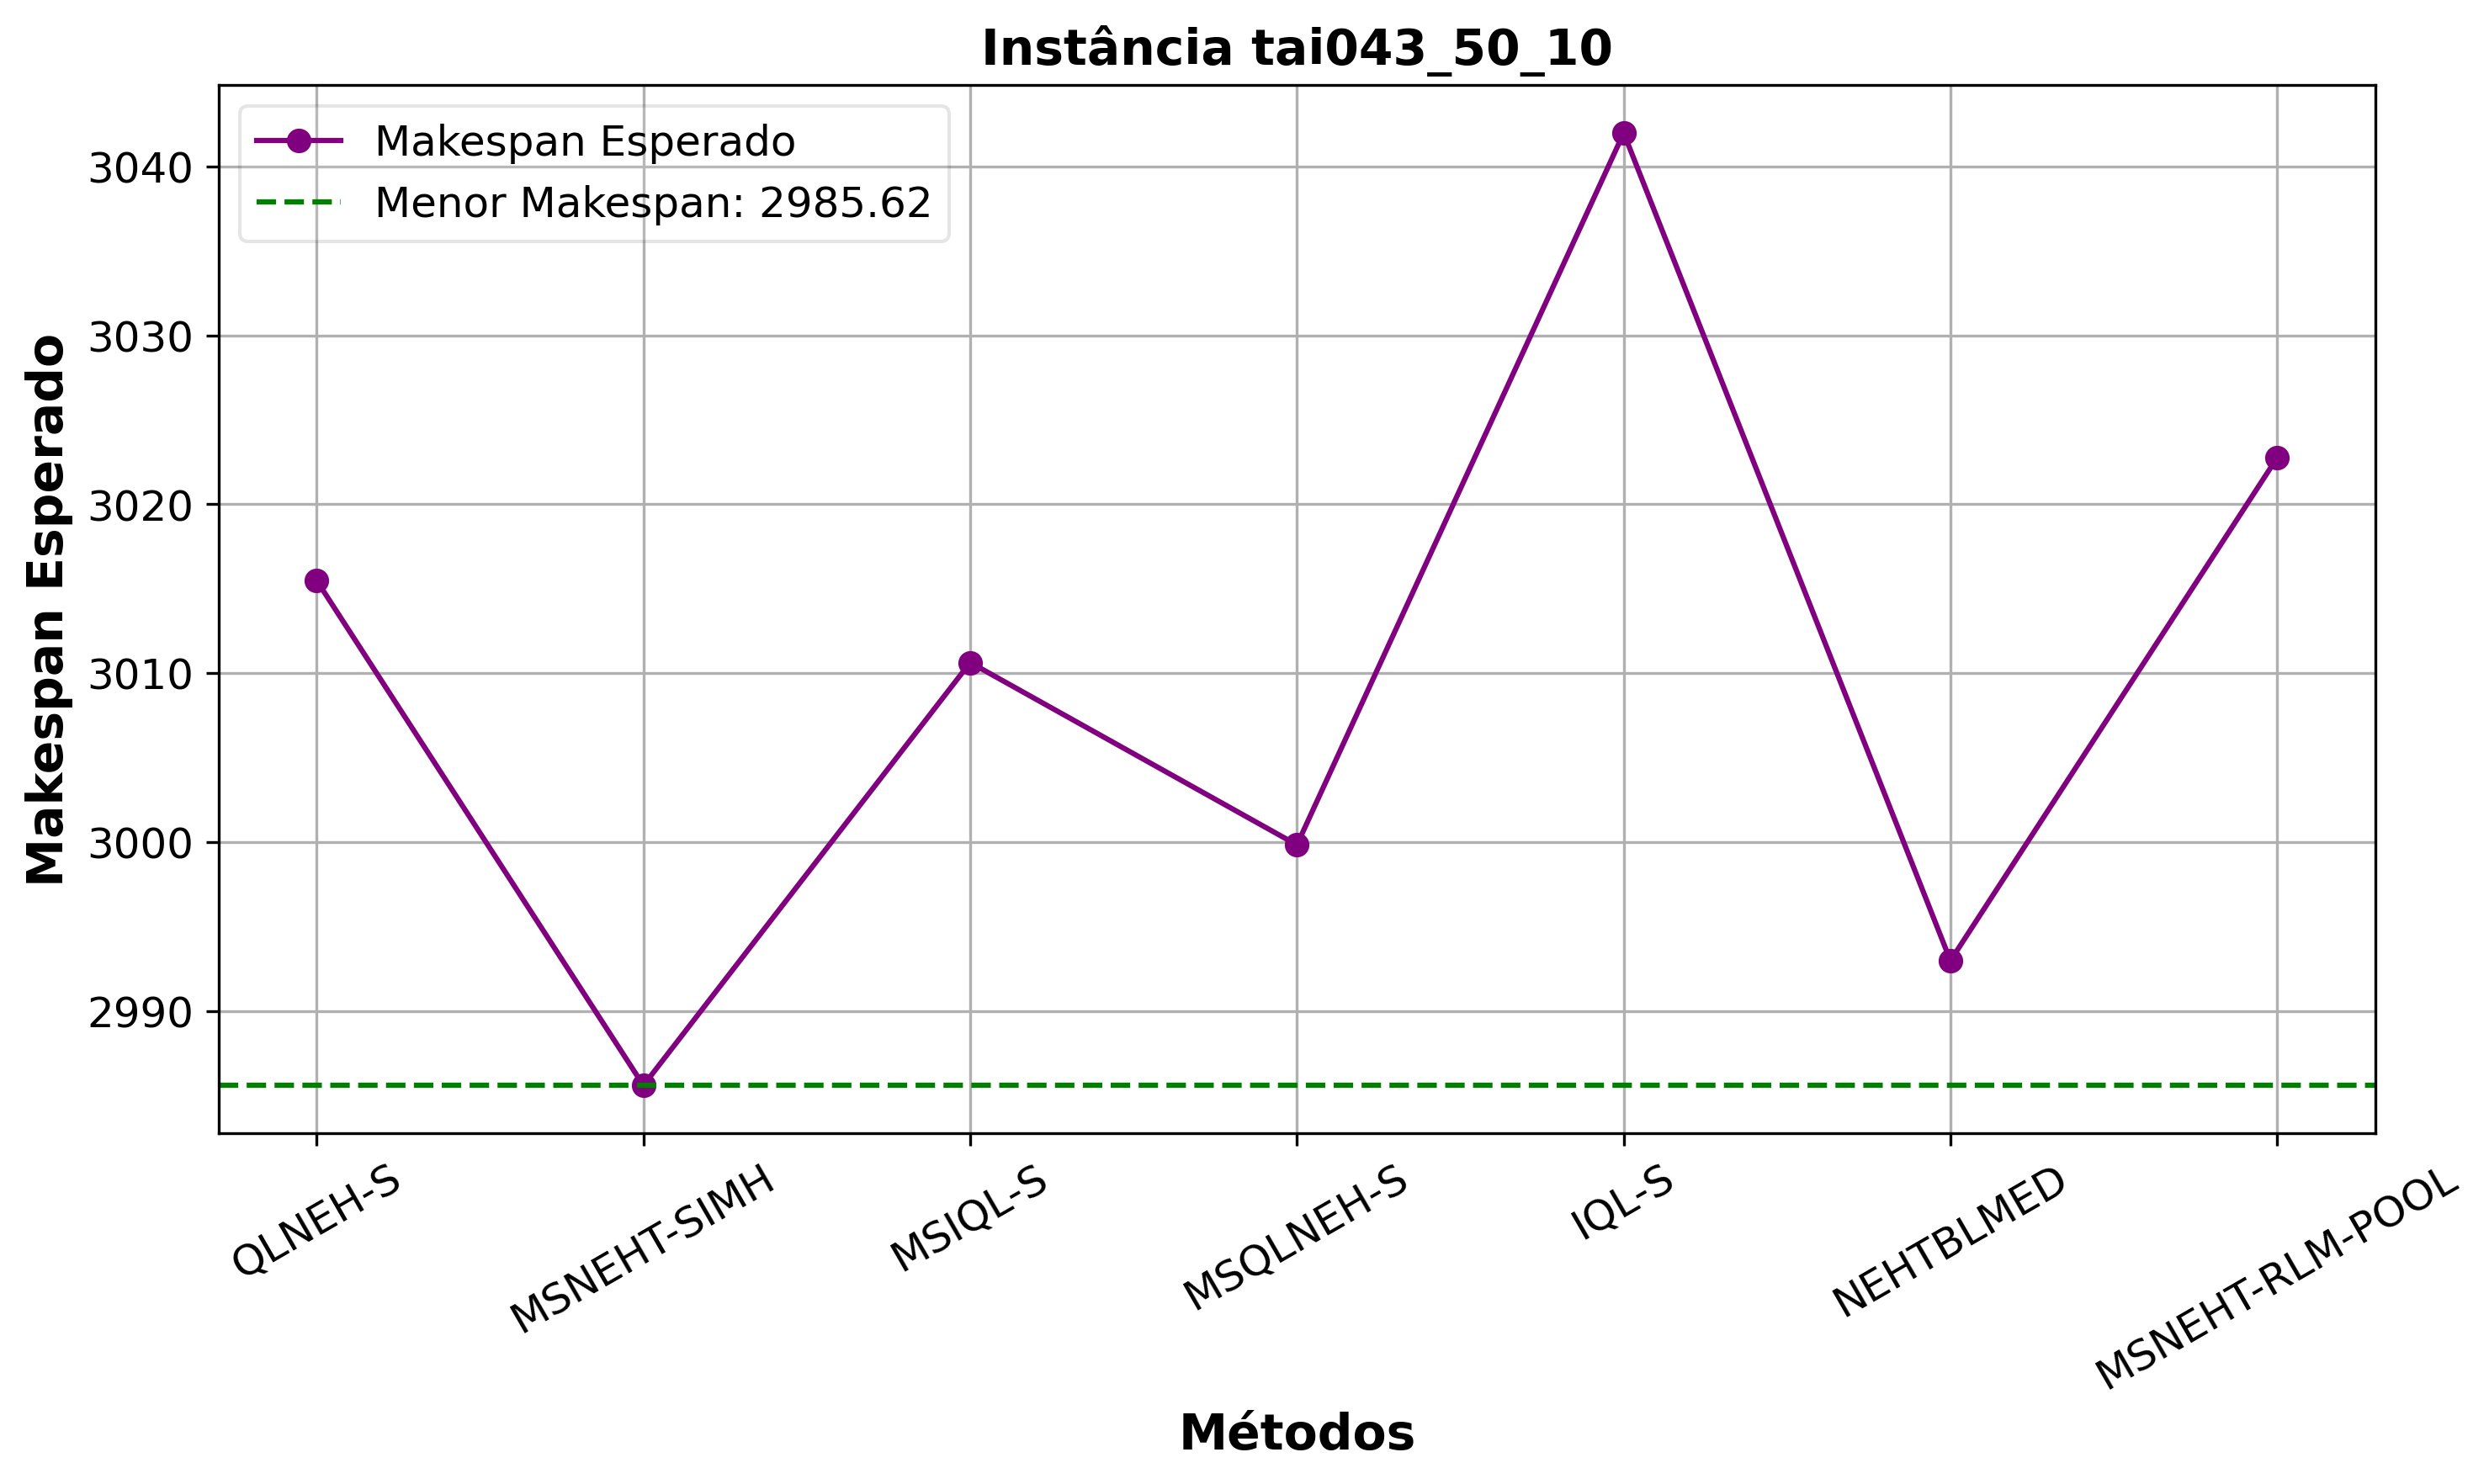 Instância tai043_50_10
Makespan Esperado
Menor Makespan: 2985.62
Makespan Esperado
3040
3030
3020
3010
3000
2990
QLNEH-S
MSNEHT-SIMH
MSIQL-S
MSQLNEH-S
IQL-S
NEHTBLMED
MSNEHT-RLM-POOL
Métodos